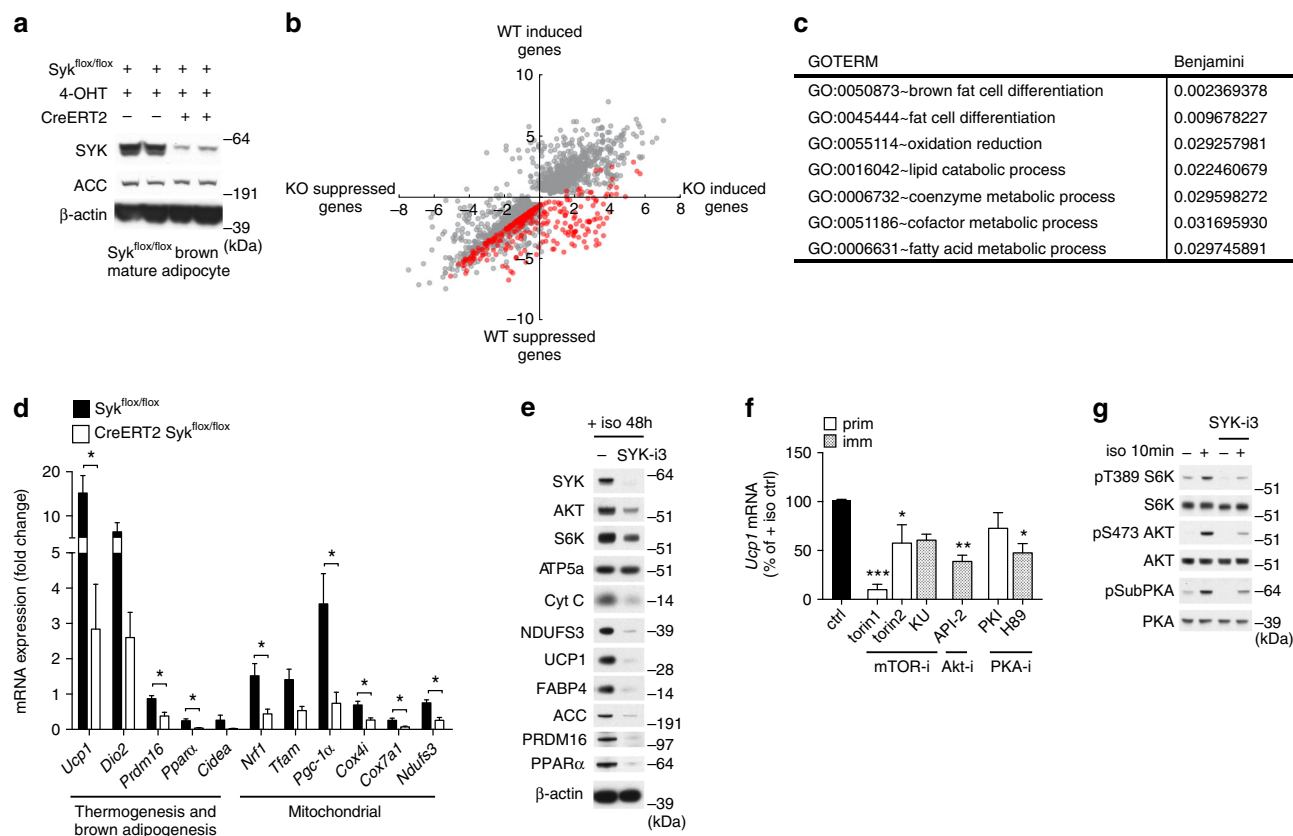 a
Syk^flox/flox + + + +
4-OHT + + + +
CreERT2 – – + +
SYK –64
ACC –191
β-actin –39
(kDa)
Syk^flox/flox brown
mature adipocyte
b
WT induced
genes
10
5
KO suppressed
genes
KO induced
genes
–8 –6 –4 –2 0 2 4 6 8
–5
–10
WT suppressed
genes
c
GOTERM Benjamini
GO:0050873~brown fat cell differentiation 0.002369378
GO:0045444~fat cell differentiation 0.009678227
GO:0055114~oxidation reduction 0.029257981
GO:0016042~lipid catabolic process 0.022460679
GO:0006732~coenzyme metabolic process 0.029598272
GO:0051186~cofactor metabolic process 0.031695930
GO:0006631~fatty acid metabolic process 0.029745891
d
Syk^flox/flox
CreERT2 Syk^flox/flox
mRNA expression (fold change)
20
10
5
4
3
2
1
0
* * * * * * * *
Ucp1 Dio2 Prdm16 Pparα Cidea Nrf1 Tfam Pgc-1α Cox4i Cox7a1 Ndufs3
Thermogenesis and
brown adipogenesis
Mitochondrial
e
+ iso 48h
– SYK-i3
SYK –64
AKT –51
S6K –51
ATP5a –51
Cyt C –14
NDUFS3 –39
UCP1 –28
FABP4 –14
ACC –191
PRDM16 –97
PPARα –64
β-actin –39
(kDa)
f
prim
imm
Ucp1 mRNA
(% of + iso ctrl)
150
100
50
0
*** * ** *
ctrl torin1 torin2 KU API-2 PKI H89
mTOR-i Akt-i PKA-i
g
SYK-i3
iso 10min – + – +
pT389 S6K –51
S6K –51
pS473 AKT –51
AKT –51
pSubPKA –64
PKA –39
(kDa)